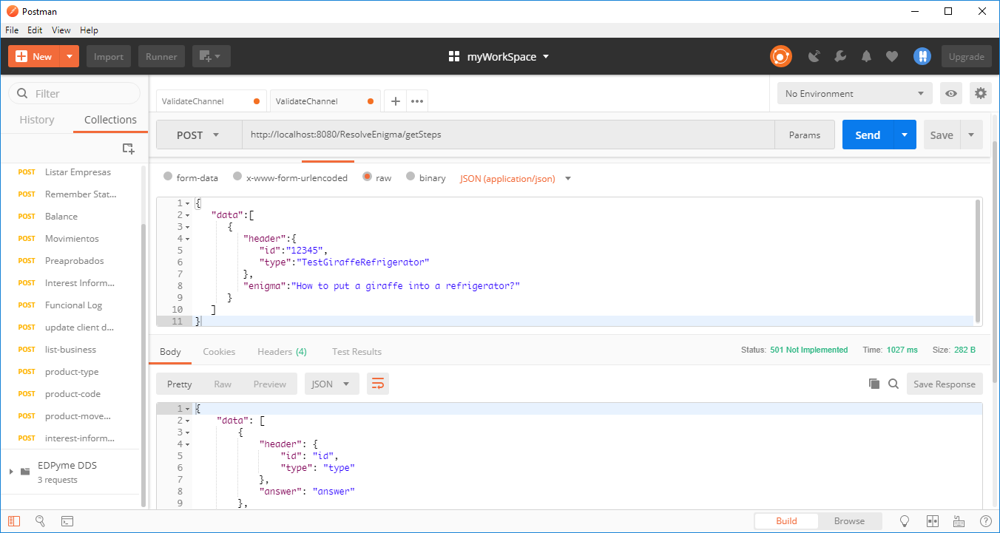 Postman
File Edit View Help
New Import Runner myWorkSpace Upgrade
Filter
History Collections
POST Listar Empresas
POST Remember Stat...
POST Balance
POST Movimientos
POST Preaprobados
POST Interest Inform...
POST Funcional Log
POST update client d...
POST list-business
POST product-type
POST product-code
POST product-move...
POST interest-inform...
EDPyme DDS
3 requests
ValidateChannel ValidateChannel No Environment
POST http://localhost:8080/ResolveEnigma/getSteps Params Send Save
form-data x-www-form-urlencoded raw binary JSON (application/json)
1 {
2 "data":[
3 {
4 "header":{
5 "id":"12345",
6 "type":"TestGiraffeRefrigerator"
7 },
8 "enigma":"How to put a giraffe into a refrigerator?"
9 }
10 ]
11 }
Body Cookies Headers (4) Test Results Status: 501 Not Implemented Time: 1027 ms Size: 282 B
Pretty Raw Preview JSON Save Response
1 {
2 "data": [
3 {
4 "header": {
5 "id": "id",
6 "type": "type"
7 },
8 "answer": "answer"
9 },
Build Browse